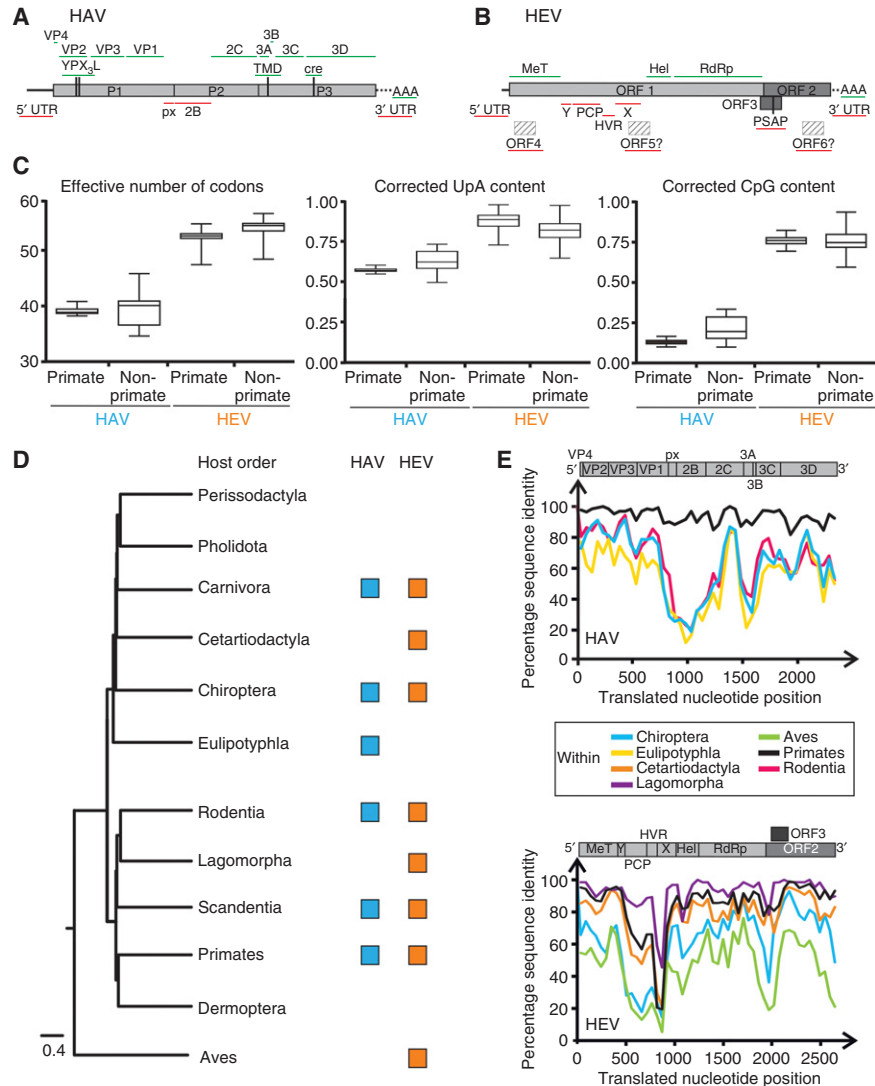 A HAV
VP4
3B
VP2 VP3 VP1 2C 3A 3C 3D
YPX3L TMD cre
P1 P2 P3 AAA
5′ UTR px 2B 3′ UTR
B HEV
MeT Hel RdRp
ORF 1 ORF 2 AAA
5′ UTR Y PCP X ORF3 3′ UTR
HVR PSAP
ORF4 ORF5? ORF6?
C
Effective number of codons
60
50
40
30
Primate Non-primate Primate Non-primate
HAV HEV
Corrected UpA content
1.00
0.75
0.50
0.25
0.00
Primate Non-primate Primate Non-primate
HAV HEV
Corrected CpG content
1.00
0.75
0.50
0.25
0.00
Primate Non-primate Primate Non-primate
HAV HEV
D
Host order HAV HEV
Perissodactyla
Pholidota
Carnivora
Cetartiodactyla
Chiroptera
Eulipotyphla
Rodentia
Lagomorpha
Scandentia
Primates
Dermoptera
Aves
0.4
E
VP4 px 3A
5′ VP2 VP3 VP1 2B 2C 3C 3D 3′
3B
Percentage sequence identity
100
80
60
40
20
0
HAV
0 500 1000 1500 2000
Translated nucleotide position
Within
Chiroptera Aves
Eulipotyphla Primates
Cetartiodactyla Rodentia
Lagomorpha
HVR ORF3
5′ MeT Y X Hel RdRp ORF2 3′
PCP
Percentage sequence identity
100
80
60
40
20
0
HEV
0 500 1000 1500 2000 2500
Translated nucleotide position